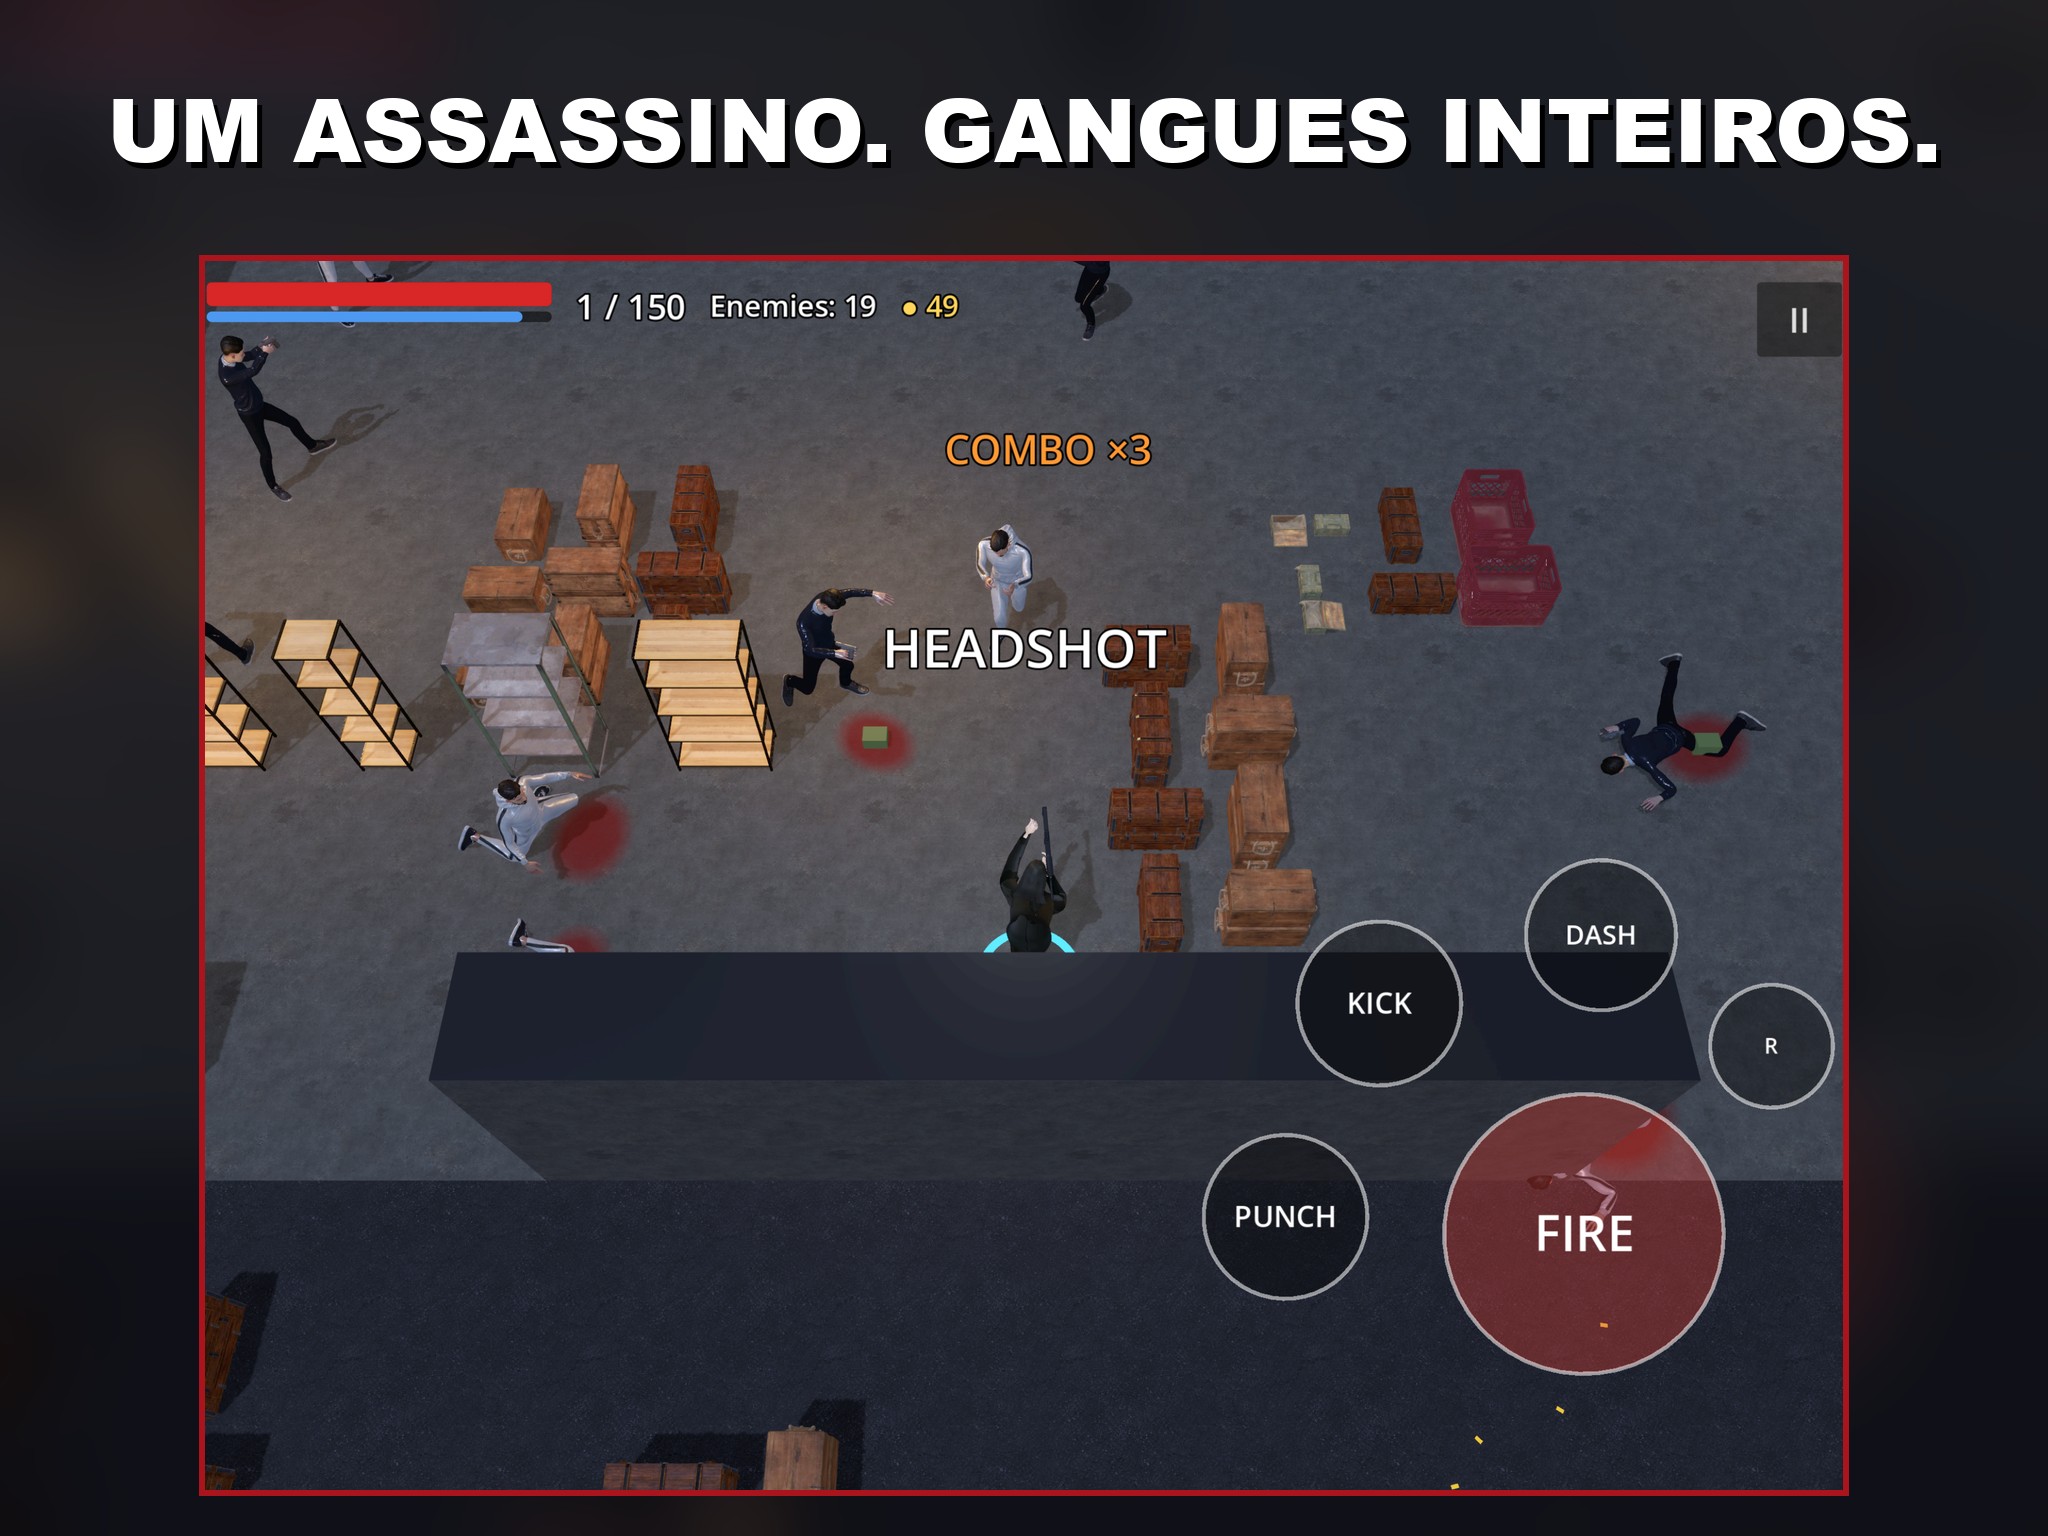 UM ASSASSINO. GANGUES INTEIROS.
1 / 150 Enemies: 19 49
COMBO ×3
HEADSHOT
DASH
KICK
R
PUNCH
FIRE